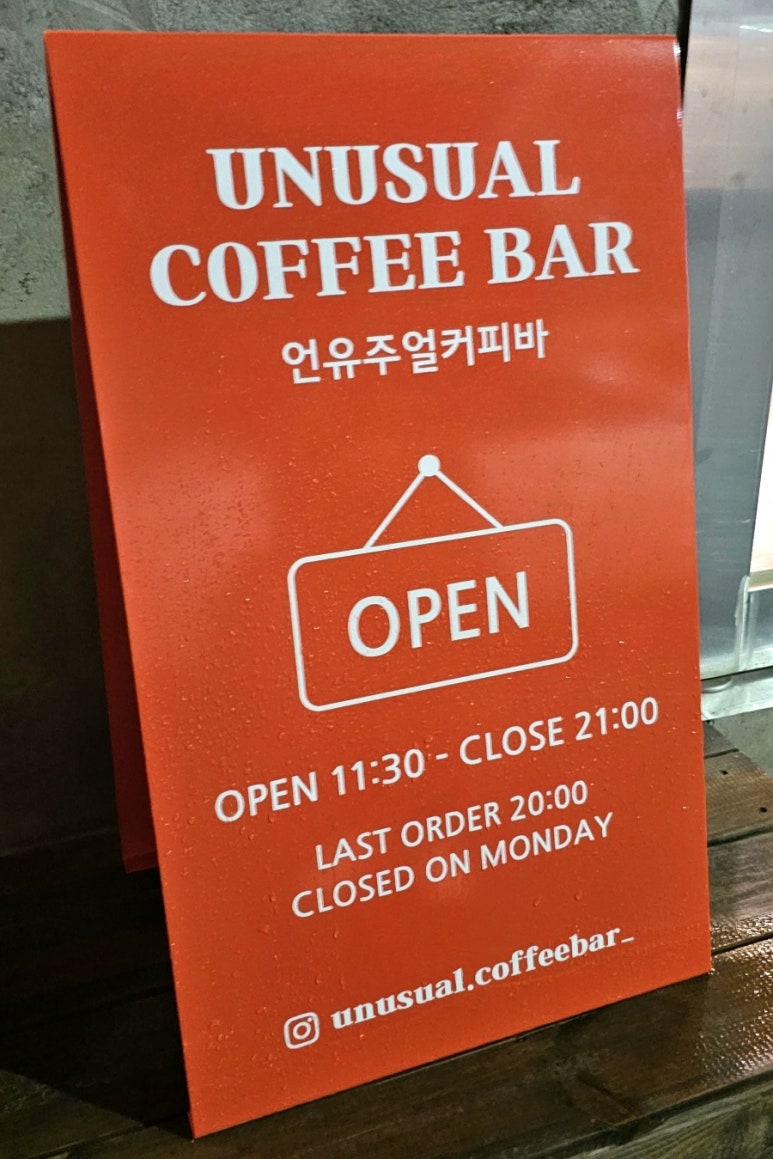 UNUSUAL
COFFEE BAR
언유주얼커피바
OPEN
OPEN 11:30 - CLOSE 21:00
LAST ORDER 20:00
CLOSED ON MONDAY
unusual.coffeebar_